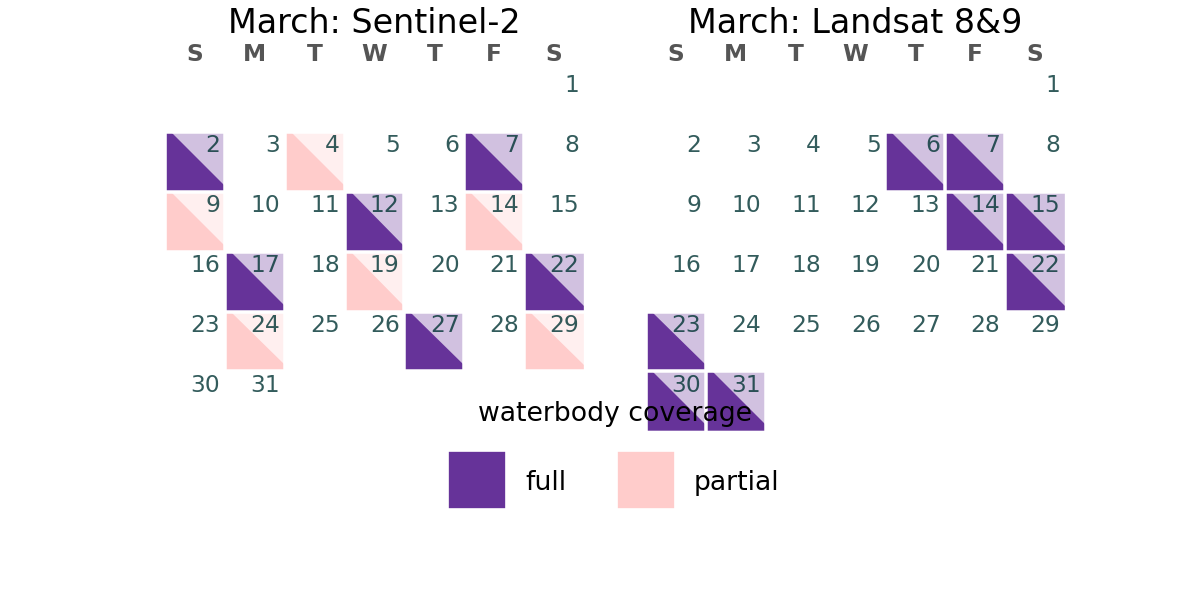 March: Sentinel-2
S M T W T F S
1
2 3 4 5 6 7 8
9 10 11 12 13 14 15
16 17 18 19 20 21 22
23 24 25 26 27 28 29
30 31
March: Landsat 8&9
S M T W T F S
1
2 3 4 5 6 7 8
9 10 11 12 13 14 15
16 17 18 19 20 21 22
23 24 25 26 27 28 29
30 31
waterbody coverage
full
partial